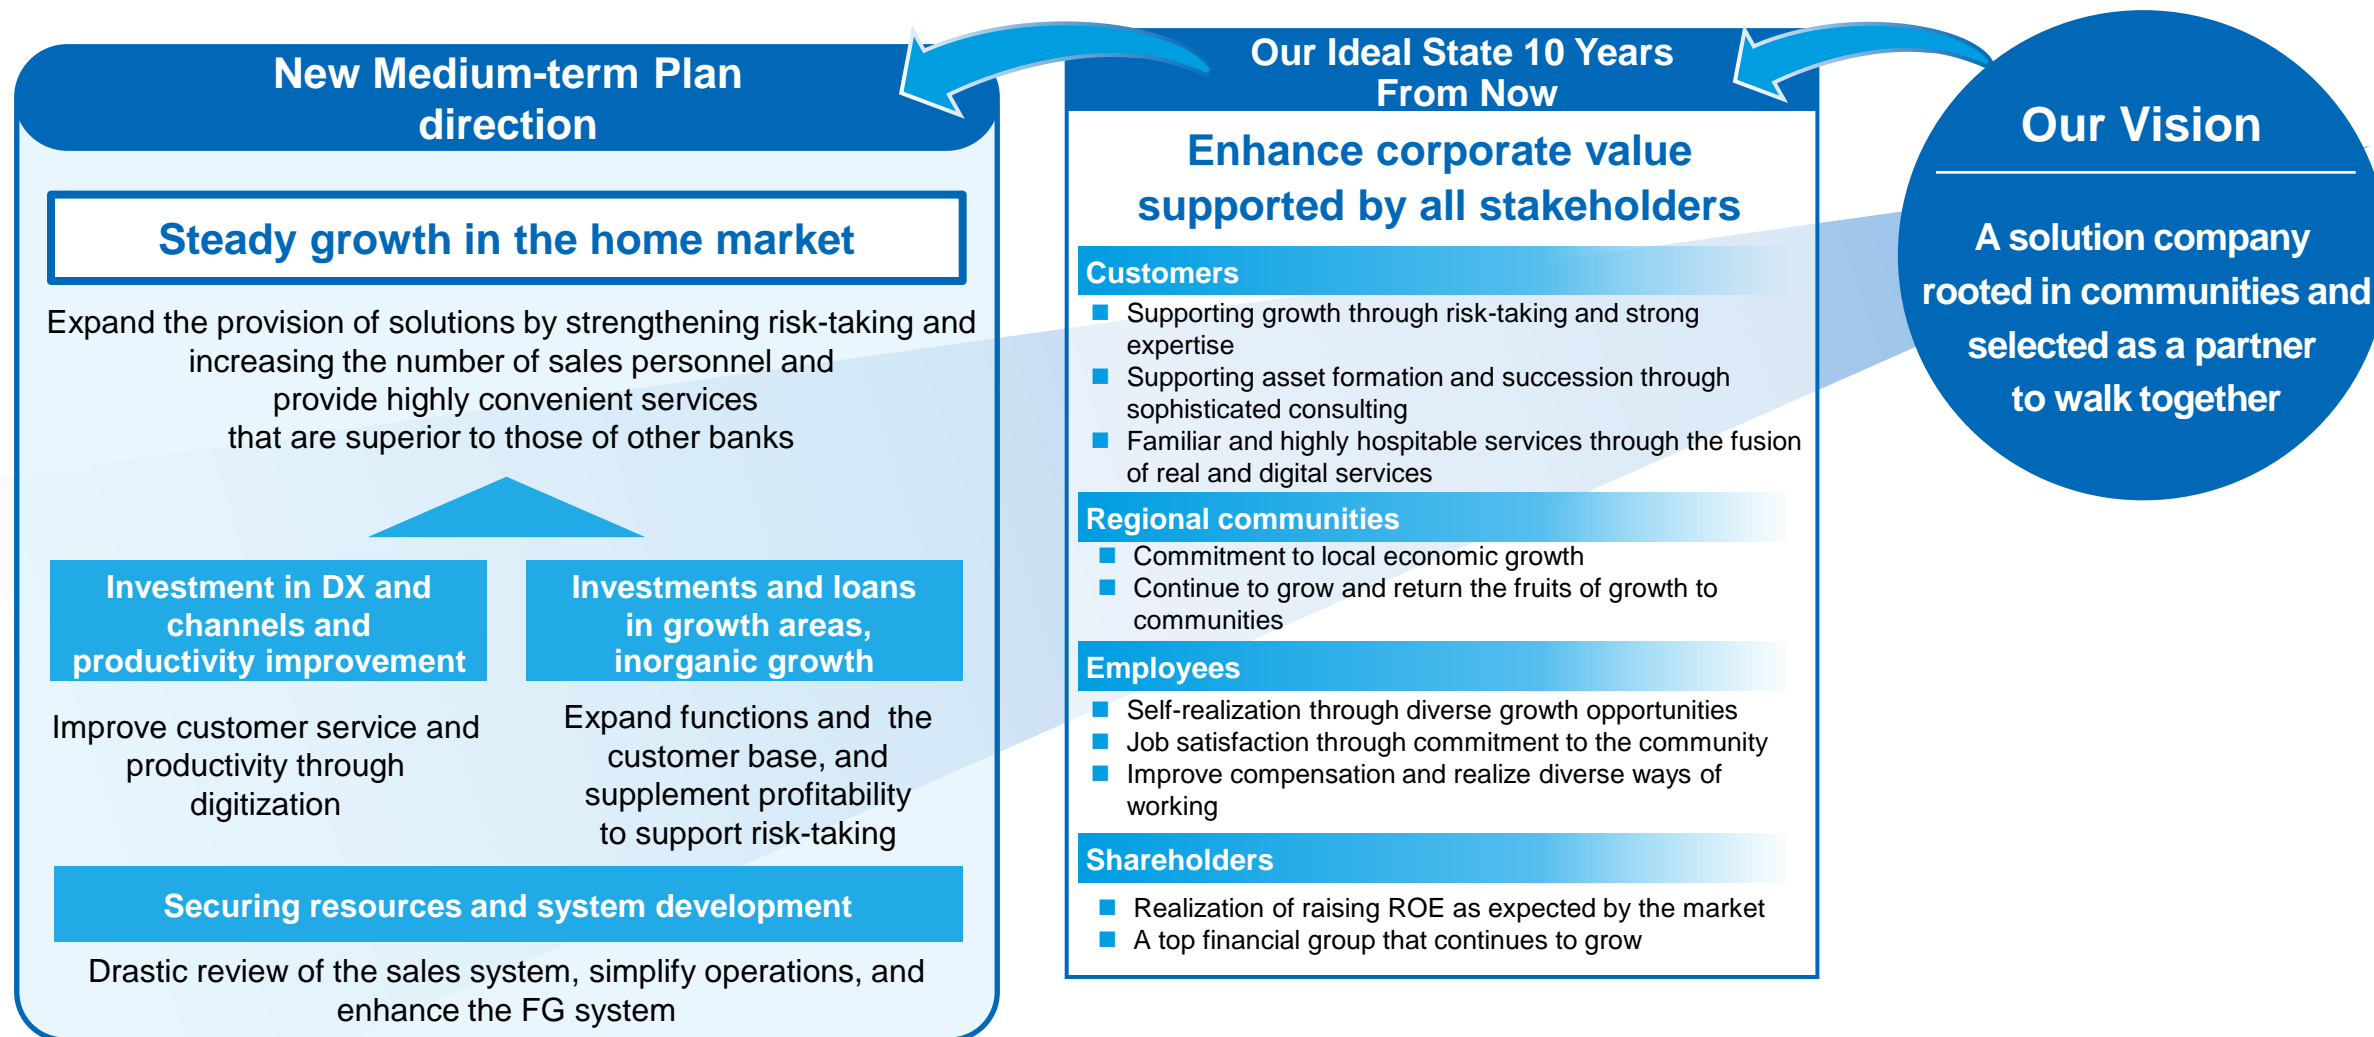 New Medium-term Plan
direction
Steady growth in the home market
Expand the provision of solutions by strengthening risk-taking and
increasing the number of sales personnel and
provide highly convenient services
that are superior to those of other banks
Investment in DX and
channels and
productivity improvement
Improve customer service and
productivity through
digitization
Investments and loans
in growth areas,
inorganic growth
Expand functions and the
customer base, and
supplement profitability
to support risk-taking
Securing resources and system development
Drastic review of the sales system, simplify operations, and
enhance the FG system
Our Ideal State 10 Years
From Now
Enhance corporate value
supported by all stakeholders
Customers
■ Supporting growth through risk-taking and strong
expertise
■ Supporting asset formation and succession through
sophisticated consulting
■ Familiar and highly hospitable services through the fusion
of real and digital services
Regional communities
■ Commitment to local economic growth
■ Continue to grow and return the fruits of growth to
communities
Employees
■ Self-realization through diverse growth opportunities
■ Job satisfaction through commitment to the community
■ Improve compensation and realize diverse ways of
working
Shareholders
■ Realization of raising ROE as expected by the market
■ A top financial group that continues to grow
Our Vision
A solution company
rooted in communities and
selected as a partner
to walk together